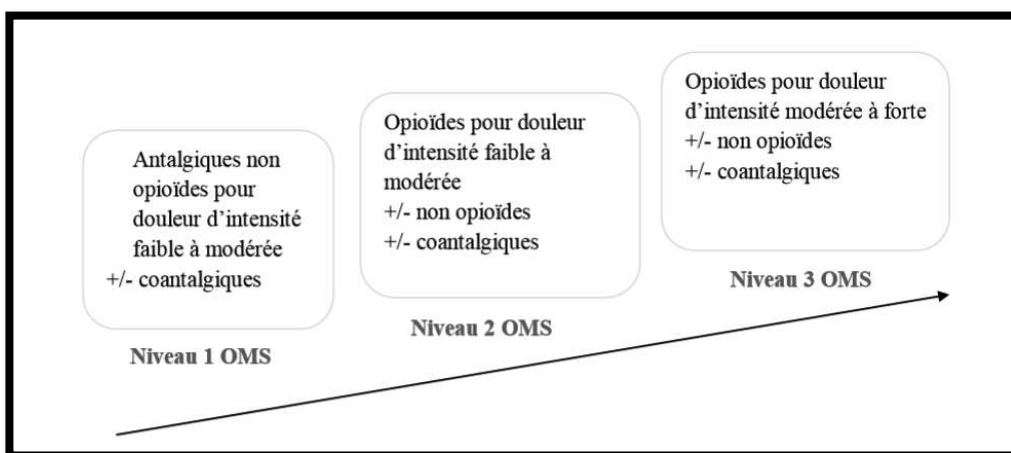 Antalgiques non
opioïdes pour
douleur d’intensité
faible à modérée
+/- coantalgiques
Niveau 1 OMS
Opioïdes pour douleur
d’intensité faible à
modérée
+/- non opioïdes
+/- coantalgiques
Niveau 2 OMS
Opioïdes pour douleur
d’intensité modérée à forte
+/- non opioïdes
+/- coantalgiques
Niveau 3 OMS